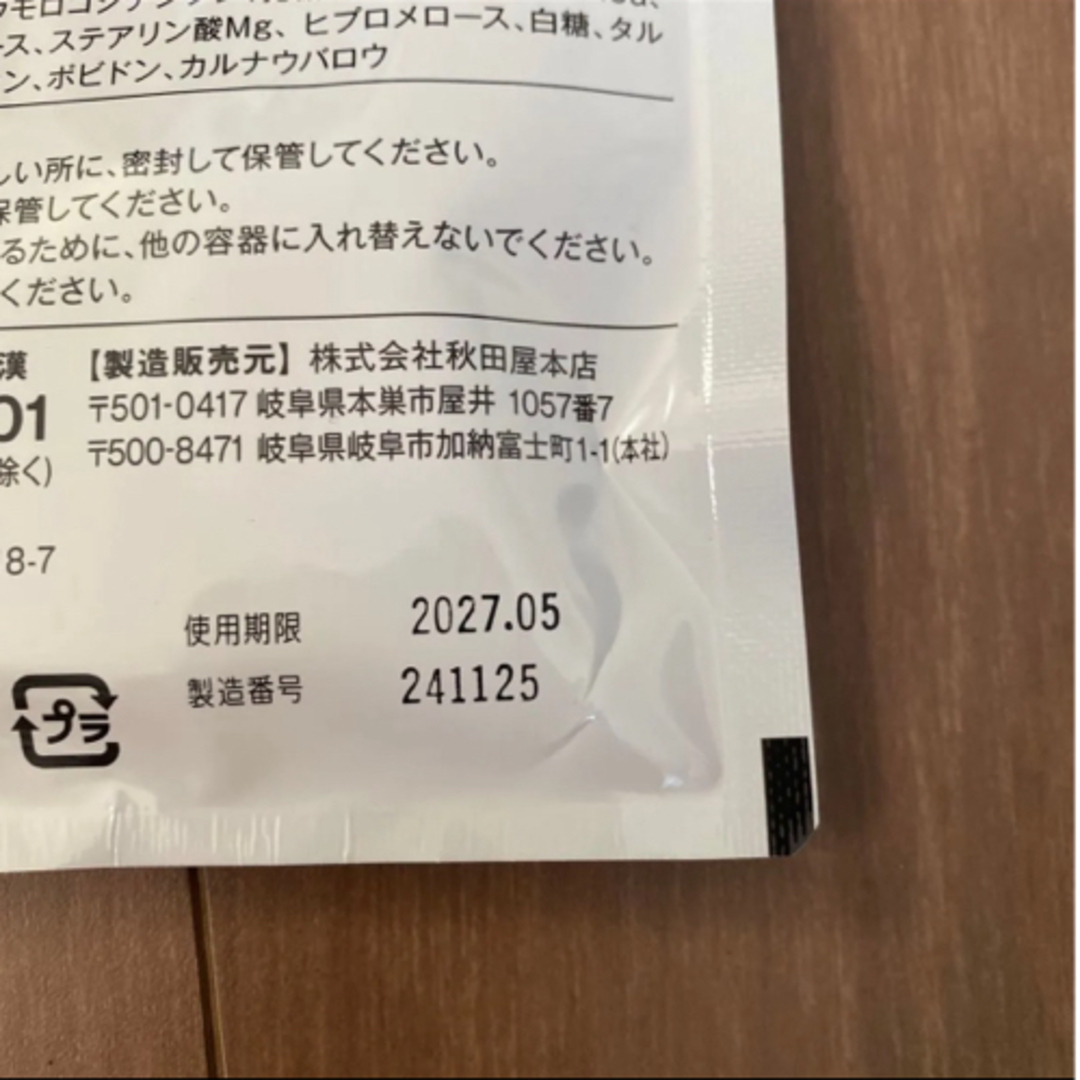 ース、ステアリン酸Mg、ヒプロメロース、白糖、タル
ン、ポビドン、カルナウバロウ
しい所に、密封して保管してください。
保管してください。
るために、他の容器に入れ替えないでください。
ください。
漢
【製造販売元】株式会社秋田屋本店
01
〒501-0417 岐阜県本巣市屋井 1057番7
除く)
〒500-8471 岐阜県岐阜市加納富士町1-1(本社)
8-7
使用期限 2027.05
製造番号 241125
プラ